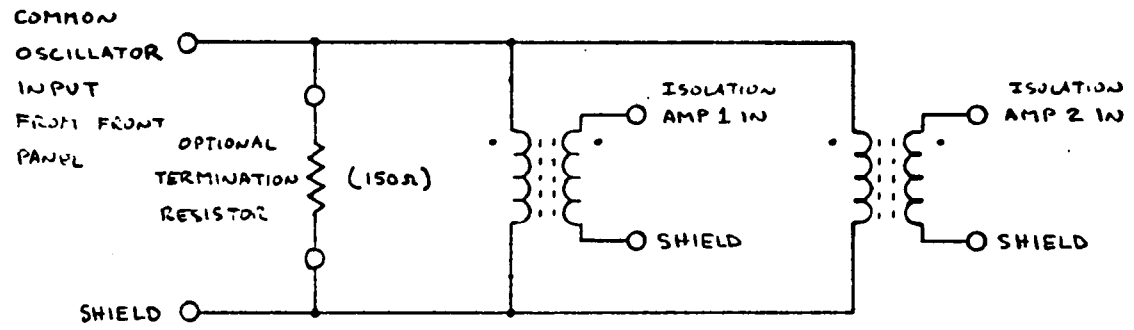 COMMON
OSCILLATOR
INPUT
FROM FRONT
PANEL
OPTIONAL
TERMINATION
RESISTOR
(150Ω)
ISOLATION
AMP 1 IN
SHIELD
ISOLATION
AMP 2 IN
SHIELD
SHIELD